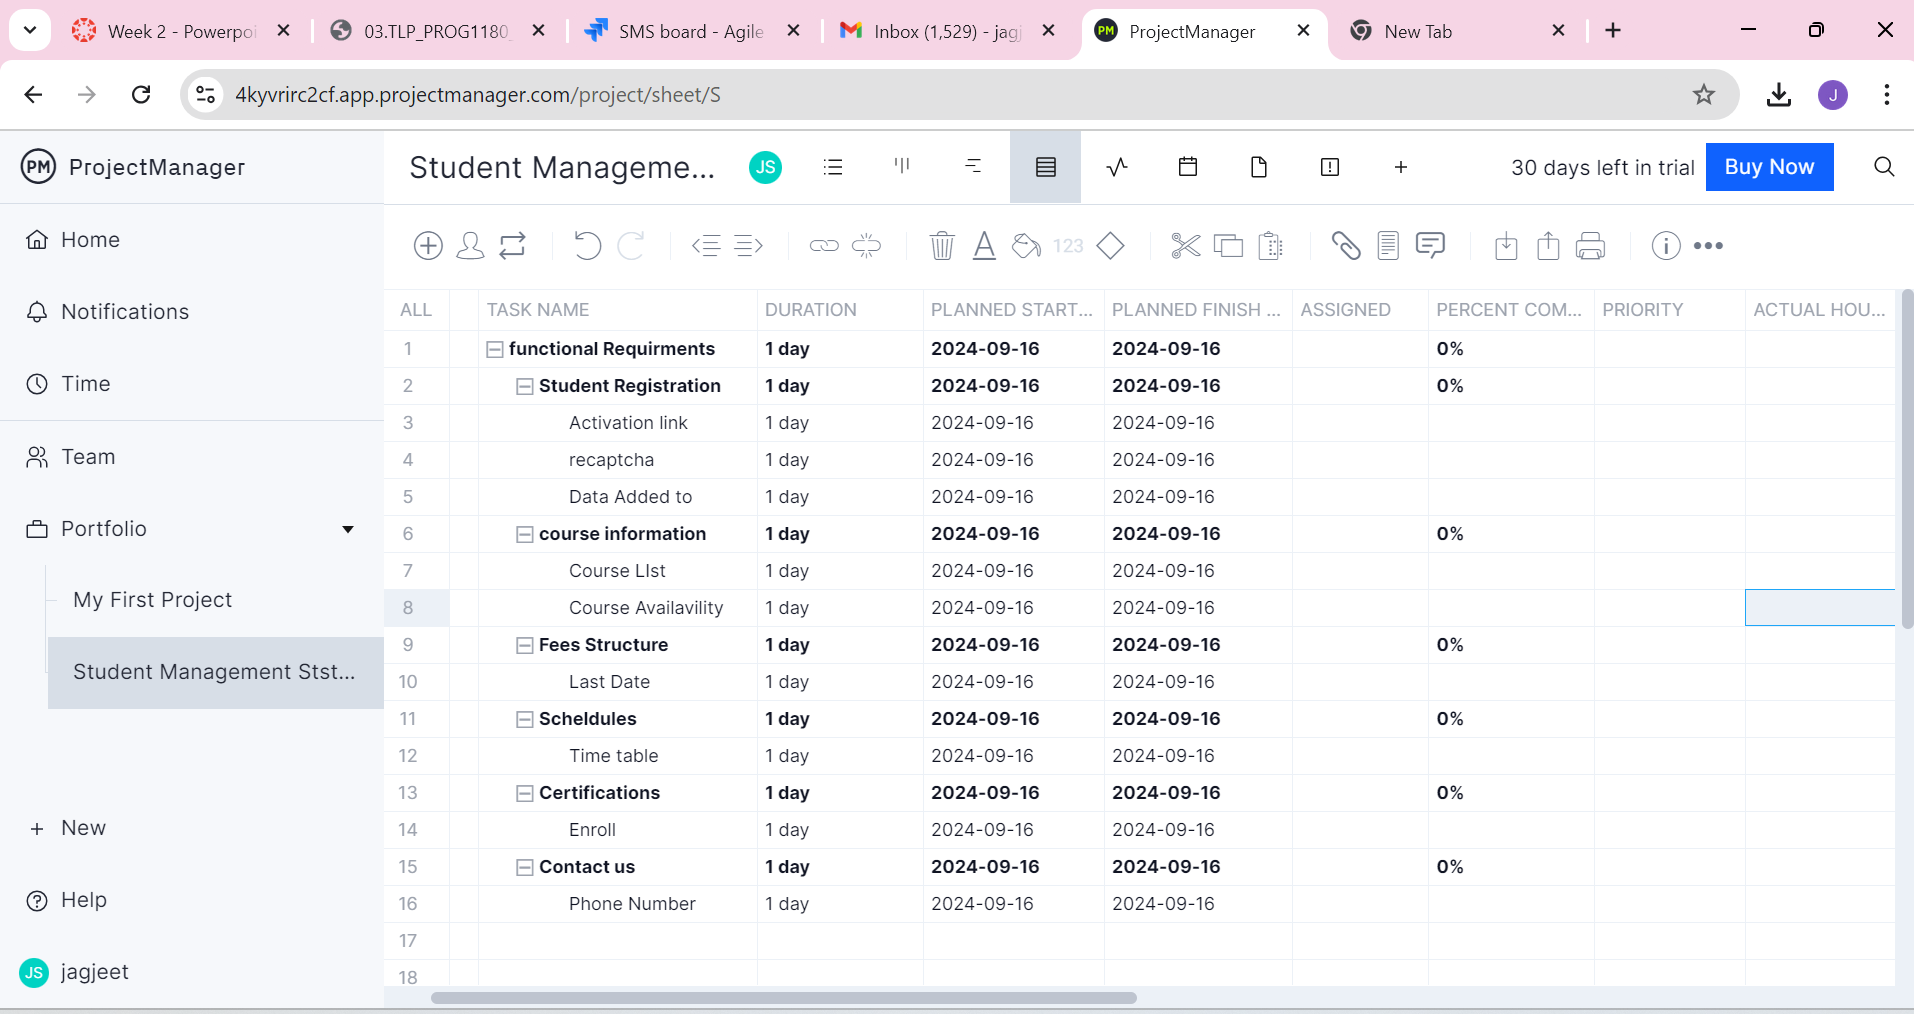 Week 2 - Powerpoi
03.TLP_PROG1180_
SMS board - Agile
Inbox (1,529) - jagj
PM ProjectManager
New Tab
4kyvrirc2cf.app.projectmanager.com/project/sheet/S
J
PM ProjectManager
Student Manageme...
JS
30 days left in trial
Buy Now
Home
Notifications
Time
Team
Portfolio
My First Project
Student Management Stst...
New
Help
JS jagjeet
123
ALL TASK NAME DURATION PLANNED START... PLANNED FINISH ... ASSIGNED PERCENT COM... PRIORITY ACTUAL HOU...
1 functional Requirments 1 day 2024-09-16 2024-09-16 0%
2 Student Registration 1 day 2024-09-16 2024-09-16 0%
3 Activation link 1 day 2024-09-16 2024-09-16
4 recaptcha 1 day 2024-09-16 2024-09-16
5 Data Added to 1 day 2024-09-16 2024-09-16
6 course information 1 day 2024-09-16 2024-09-16 0%
7 Course LIst 1 day 2024-09-16 2024-09-16
8 Course Availavility 1 day 2024-09-16 2024-09-16
9 Fees Structure 1 day 2024-09-16 2024-09-16 0%
10 Last Date 1 day 2024-09-16 2024-09-16
11 Scheldules 1 day 2024-09-16 2024-09-16 0%
12 Time table 1 day 2024-09-16 2024-09-16
13 Certifications 1 day 2024-09-16 2024-09-16 0%
14 Enroll 1 day 2024-09-16 2024-09-16
15 Contact us 1 day 2024-09-16 2024-09-16 0%
16 Phone Number 1 day 2024-09-16 2024-09-16
17
18